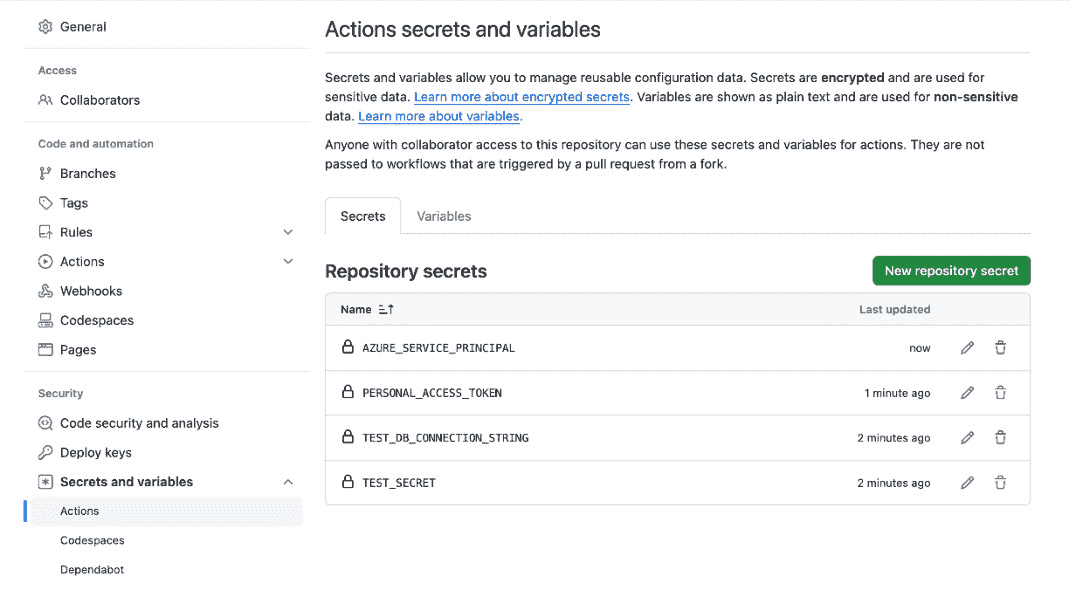 General
Access
Collaborators
Code and automation
Branches
Tags
Rules
Actions
Webhooks
Codespaces
Pages
Security
Code security and analysis
Deploy keys
Secrets and variables
Actions
Codespaces
Dependabot
Actions secrets and variables
Secrets and variables allow you to manage reusable configuration data. Secrets are encrypted and are used for
sensitive data. Learn more about encrypted secrets. Variables are shown as plain text and are used for non-sensitive
data. Learn more about variables.
Anyone with collaborator access to this repository can use these secrets and variables for actions. They are not
passed to workflows that are triggered by a pull request from a fork.
Secrets Variables
Repository secrets New repository secret
Name Last updated
AZURE_SERVICE_PRINCIPAL now
PERSONAL_ACCESS_TOKEN 1 minute ago
TEST_DB_CONNECTION_STRING 2 minutes ago
TEST_SECRET 2 minutes ago